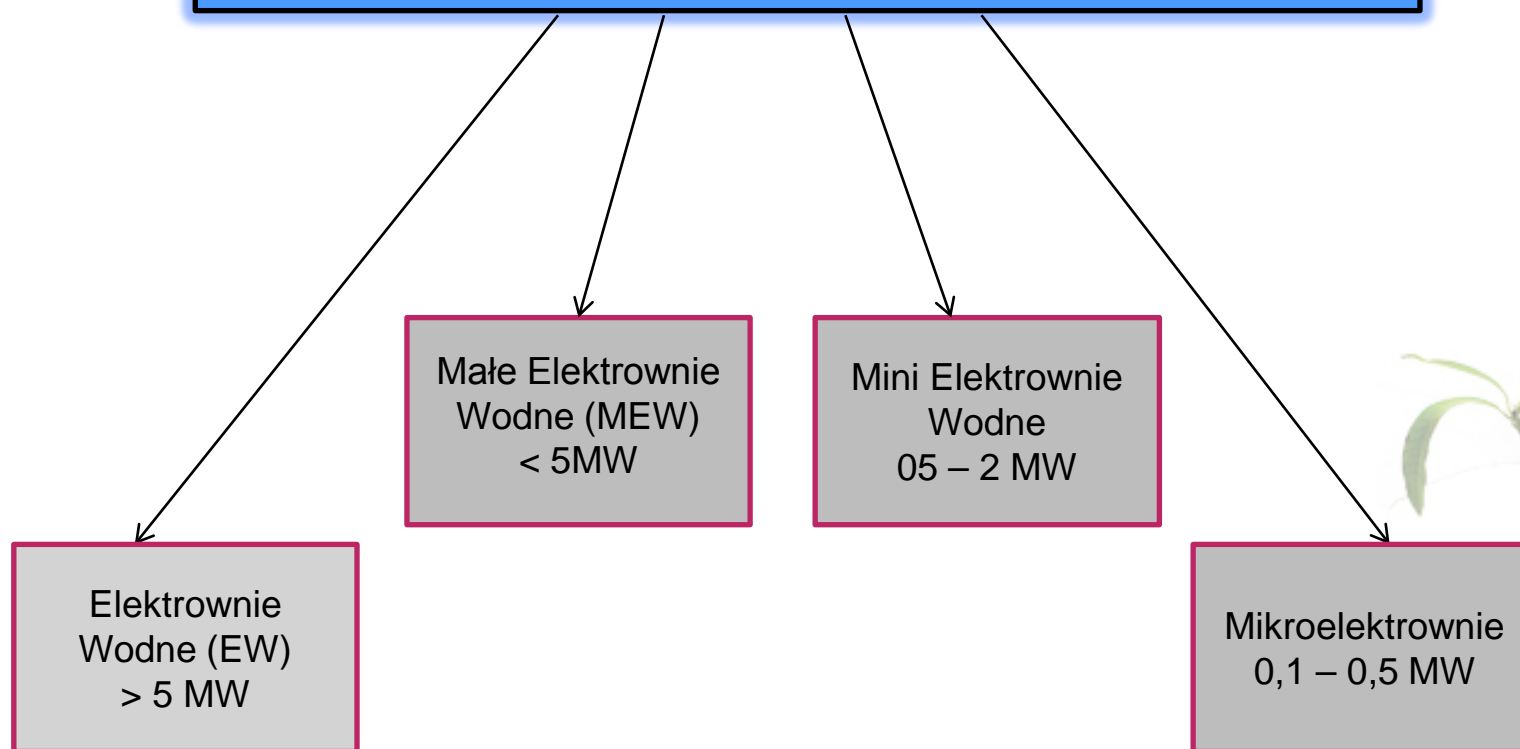 Małe Elektrownie
Wodne (MEW)
< 5MW
Mini Elektrownie
Wodne
05 – 2 MW
Elektrownie
Wodne (EW)
> 5 MW
Mikroelektrownie
0,1 – 0,5 MW